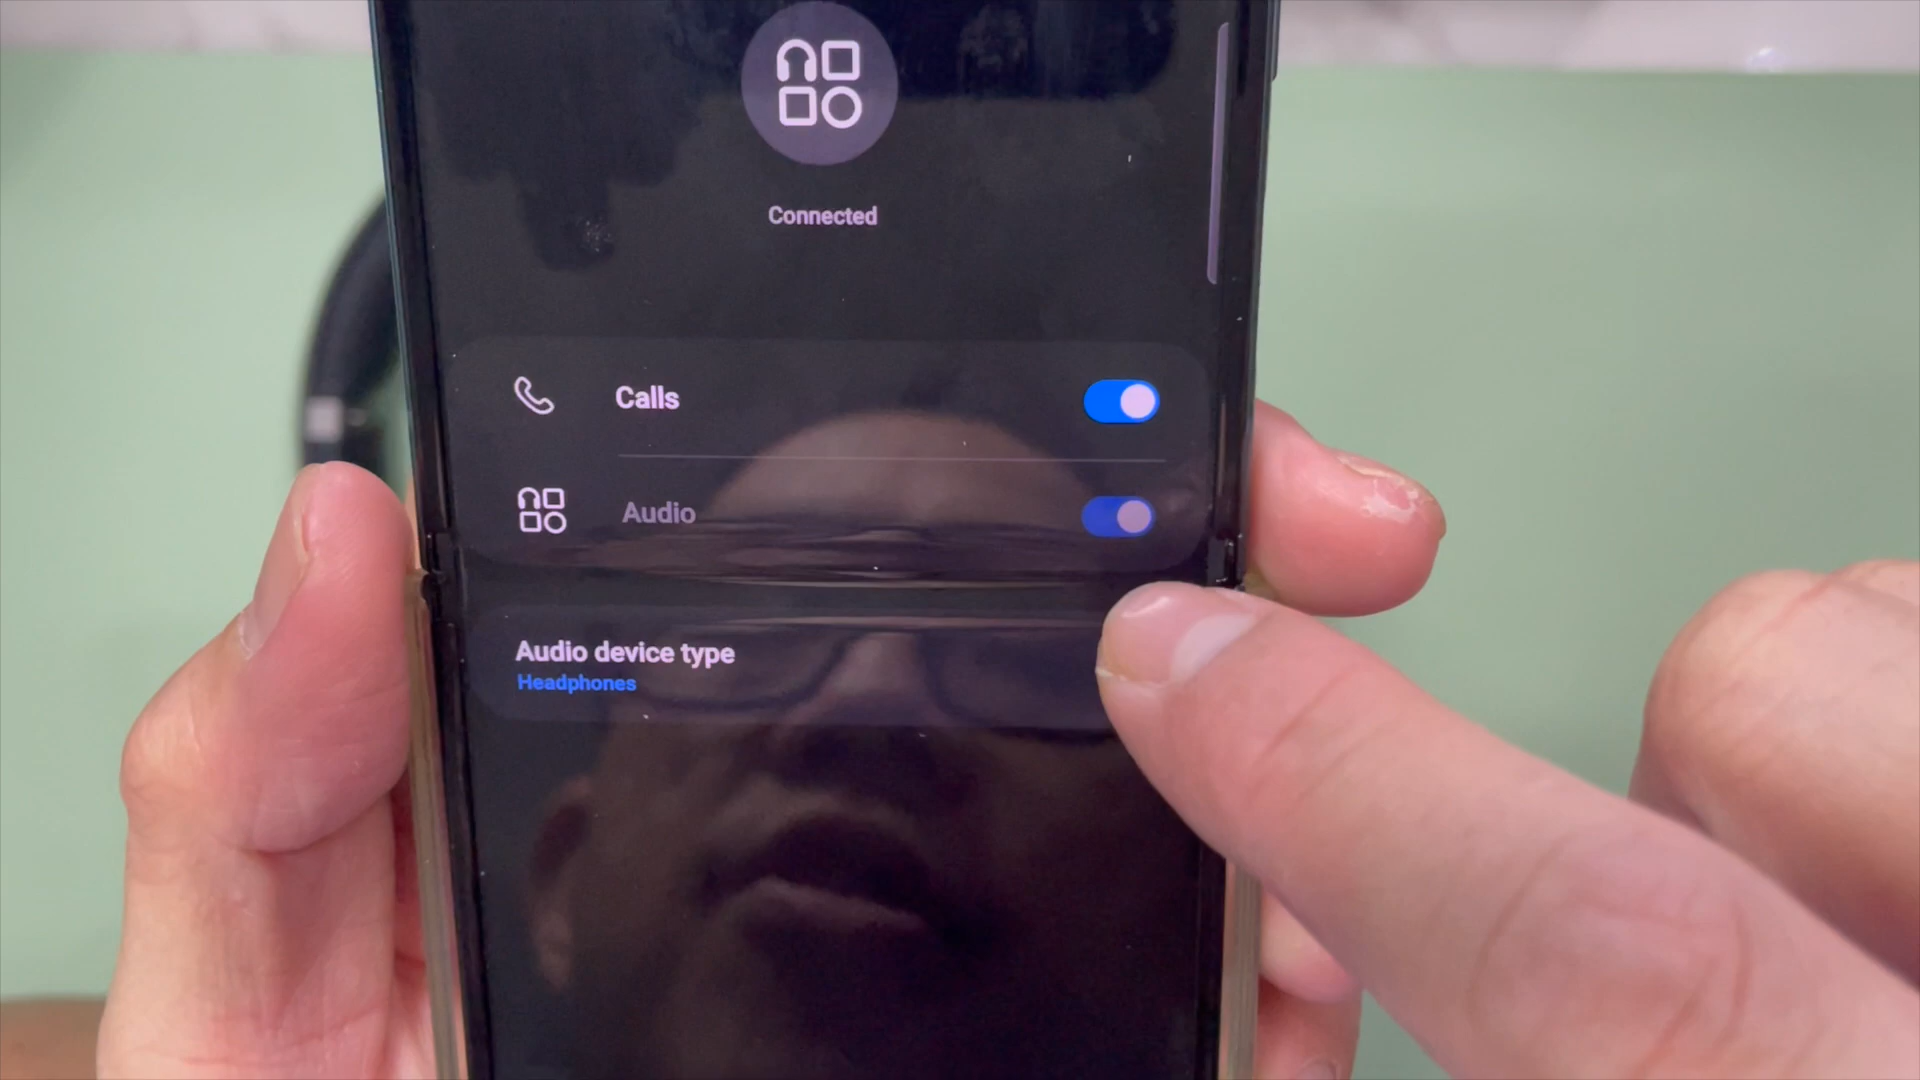 Connected
Calls
Audio
Audio device type
Headphones